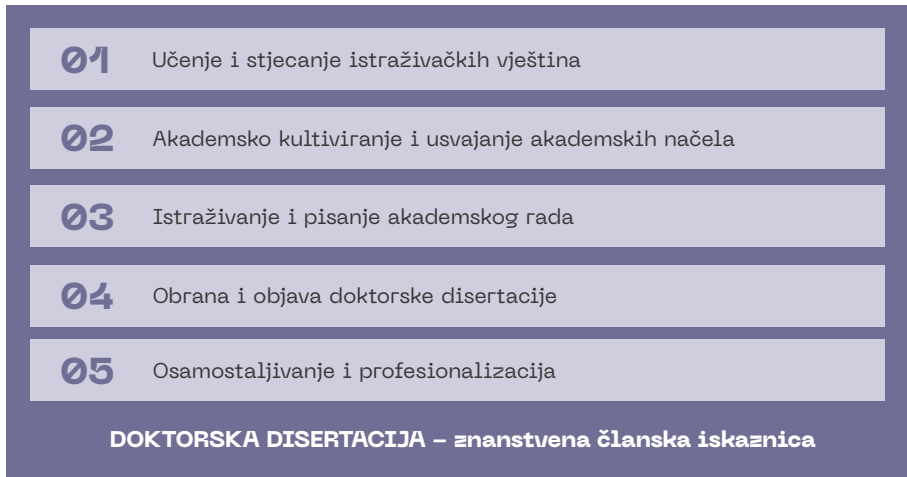 01 Učenje i stjecanje istraživačkih vještina
02 Akademsko kultiviranje i usvajanje akademskih načela
03 Istraživanje i pisanje akademskog rada
04 Obrana i objava doktorske disertacije
05 Osamostaljivanje i profesionalizacija
DOKTORSKA DISERTACIJA – znanstvena članska iskaznica